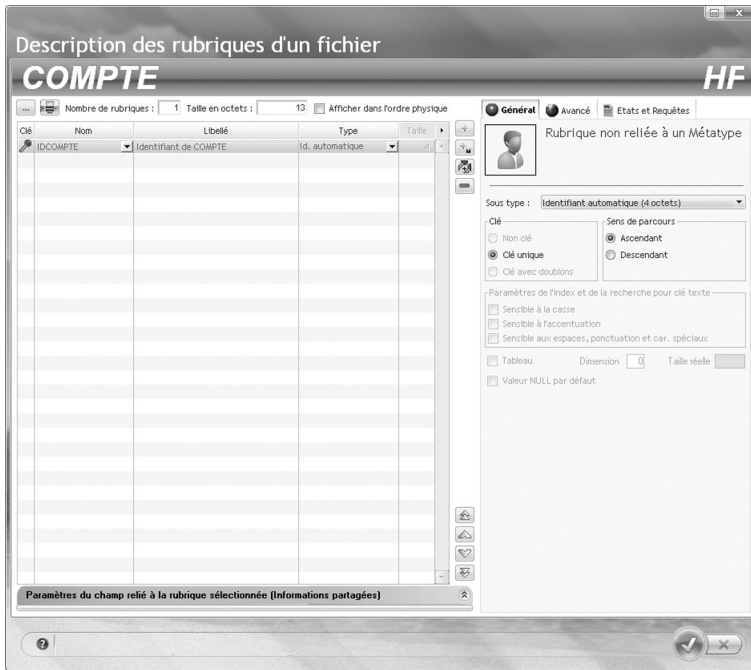 Description des rubriques d'un fichier
COMPTE HF
... Nombre de rubriques : 1 Taille en octets : 13 Afficher dans l'ordre physique
Clé Nom Libellé Type Taille
IDCOMPTE Identifiant de COMPTE Id. automatique 4
Paramètres du champ relié à la rubrique sélectionnée (Informations partagées)
Général Avancé Etats et Requêtes
Rubrique non reliée à un Métatype
Sous type : Identifiant automatique (4 octets)
Clé
Non clé
Clé unique
Clé avec doublons
Sens de parcours
Ascendant
Descendant
Paramètres de l'index et de la recherche pour clé texte
Sensible à la casse
Sensible à l'accentuation
Sensible aux espaces, ponctuation et car. spéciaux
Tableau Dimension 0 Taille réelle
Valeur NULL par défaut